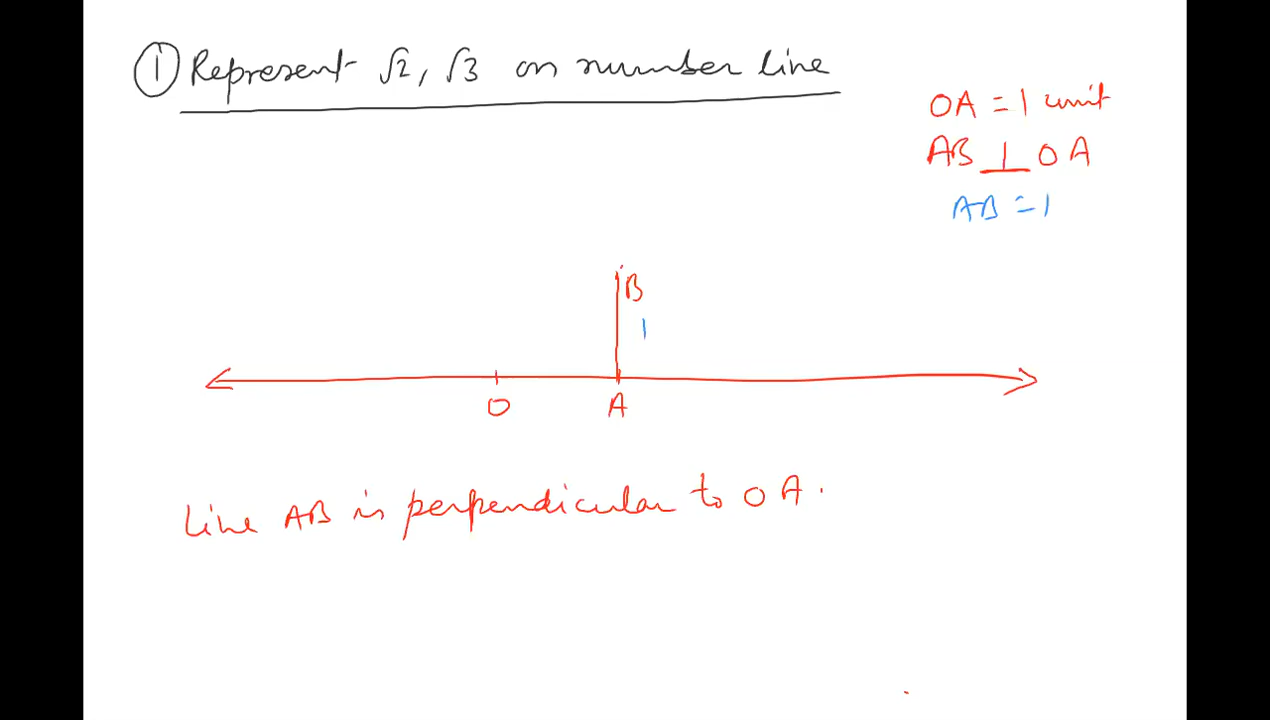 ① Represent √2, √3 on number line
OA = 1 unit
AB ⊥ OA
AB = 1
B
1
O A
Line AB is perpendicular to OA.